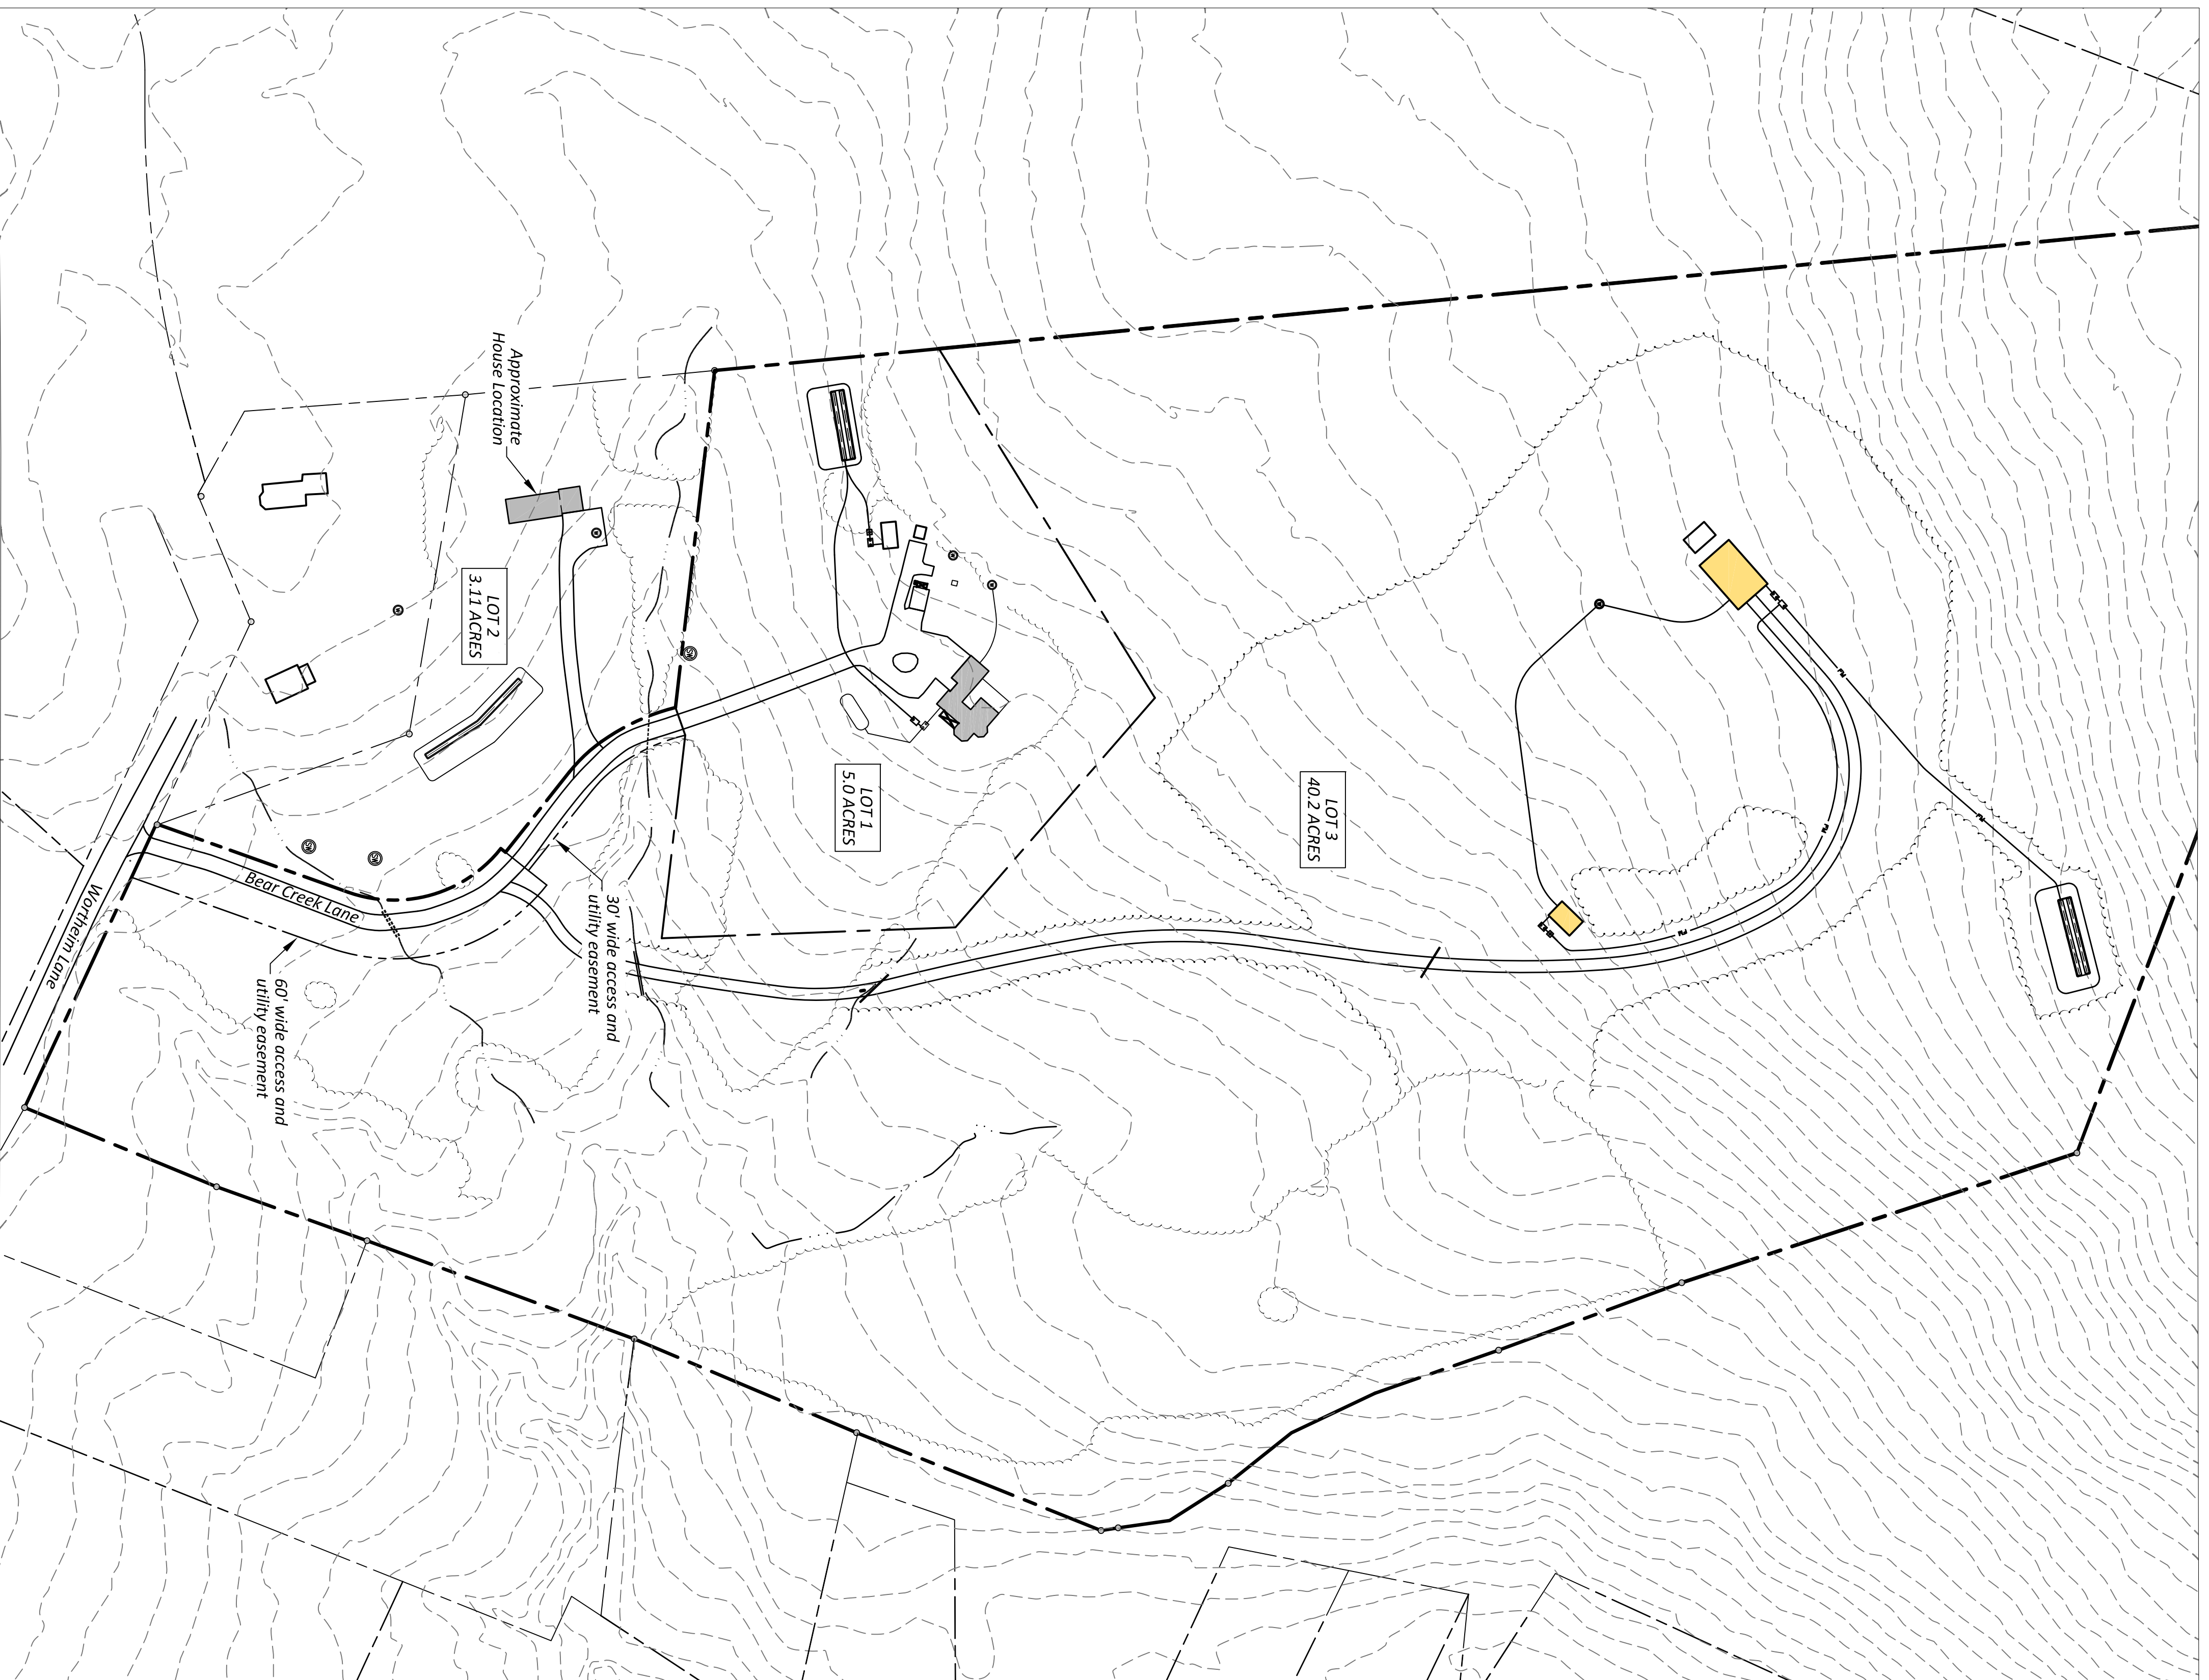 Approximate
House Location
LOT 2
3.11 ACRES
LOT 1
5.0 ACRES
LOT 3
40.2 ACRES
Bear Creek Lane
Wortheim Lane
30' wide access and
utility easement
60' wide access and
utility easement